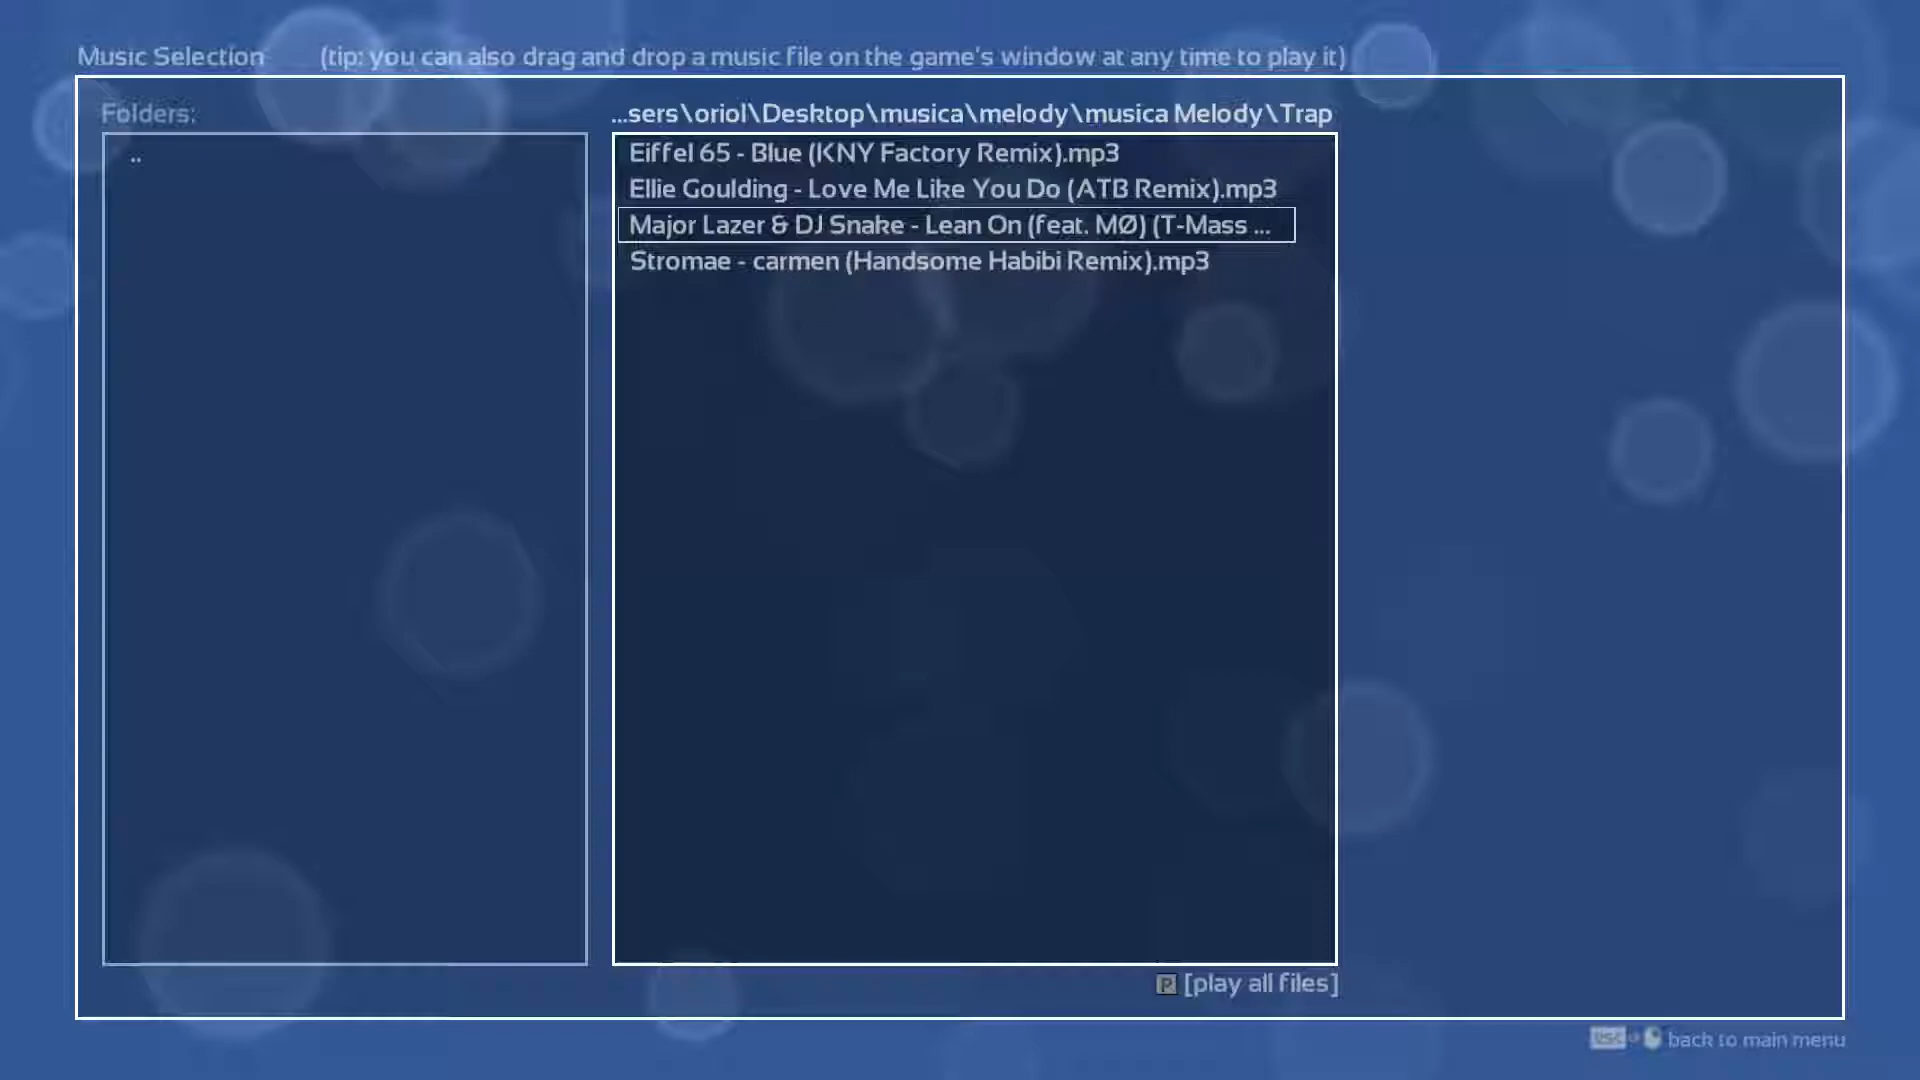 Music Selection (tip: you can also drag and drop a music file on the game's window at any time to play it)
Folders:
..
...sers\oriol\Desktop\musica\melody\musica Melody\Trap
Eiffel 65 - Blue (KNY Factory Remix).mp3
Ellie Goulding - Love Me Like You Do (ATB Remix).mp3
Major Lazer & DJ Snake - Lean On (feat. MØ) (T-Mass ...
Stromae - carmen (Handsome Habibi Remix).mp3
P [play all files]
ESC or back to main menu